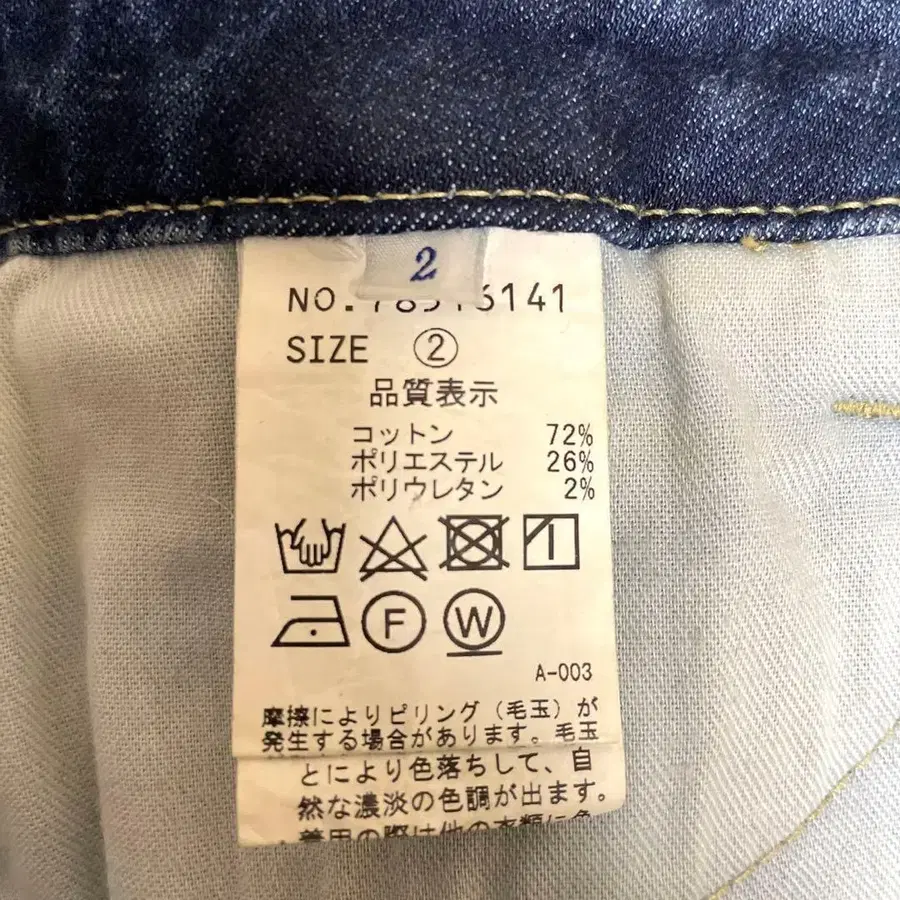 2
NO.
6141
SIZE ②
品質表示
コットン 72%
ポリエステル 26%
ポリウレタン 2%
F W
A-003
摩擦によりピリング(毛玉)が
発生する場合があります。毛玉
とにより色落ちして、自
然な濃淡の色調が出ます。